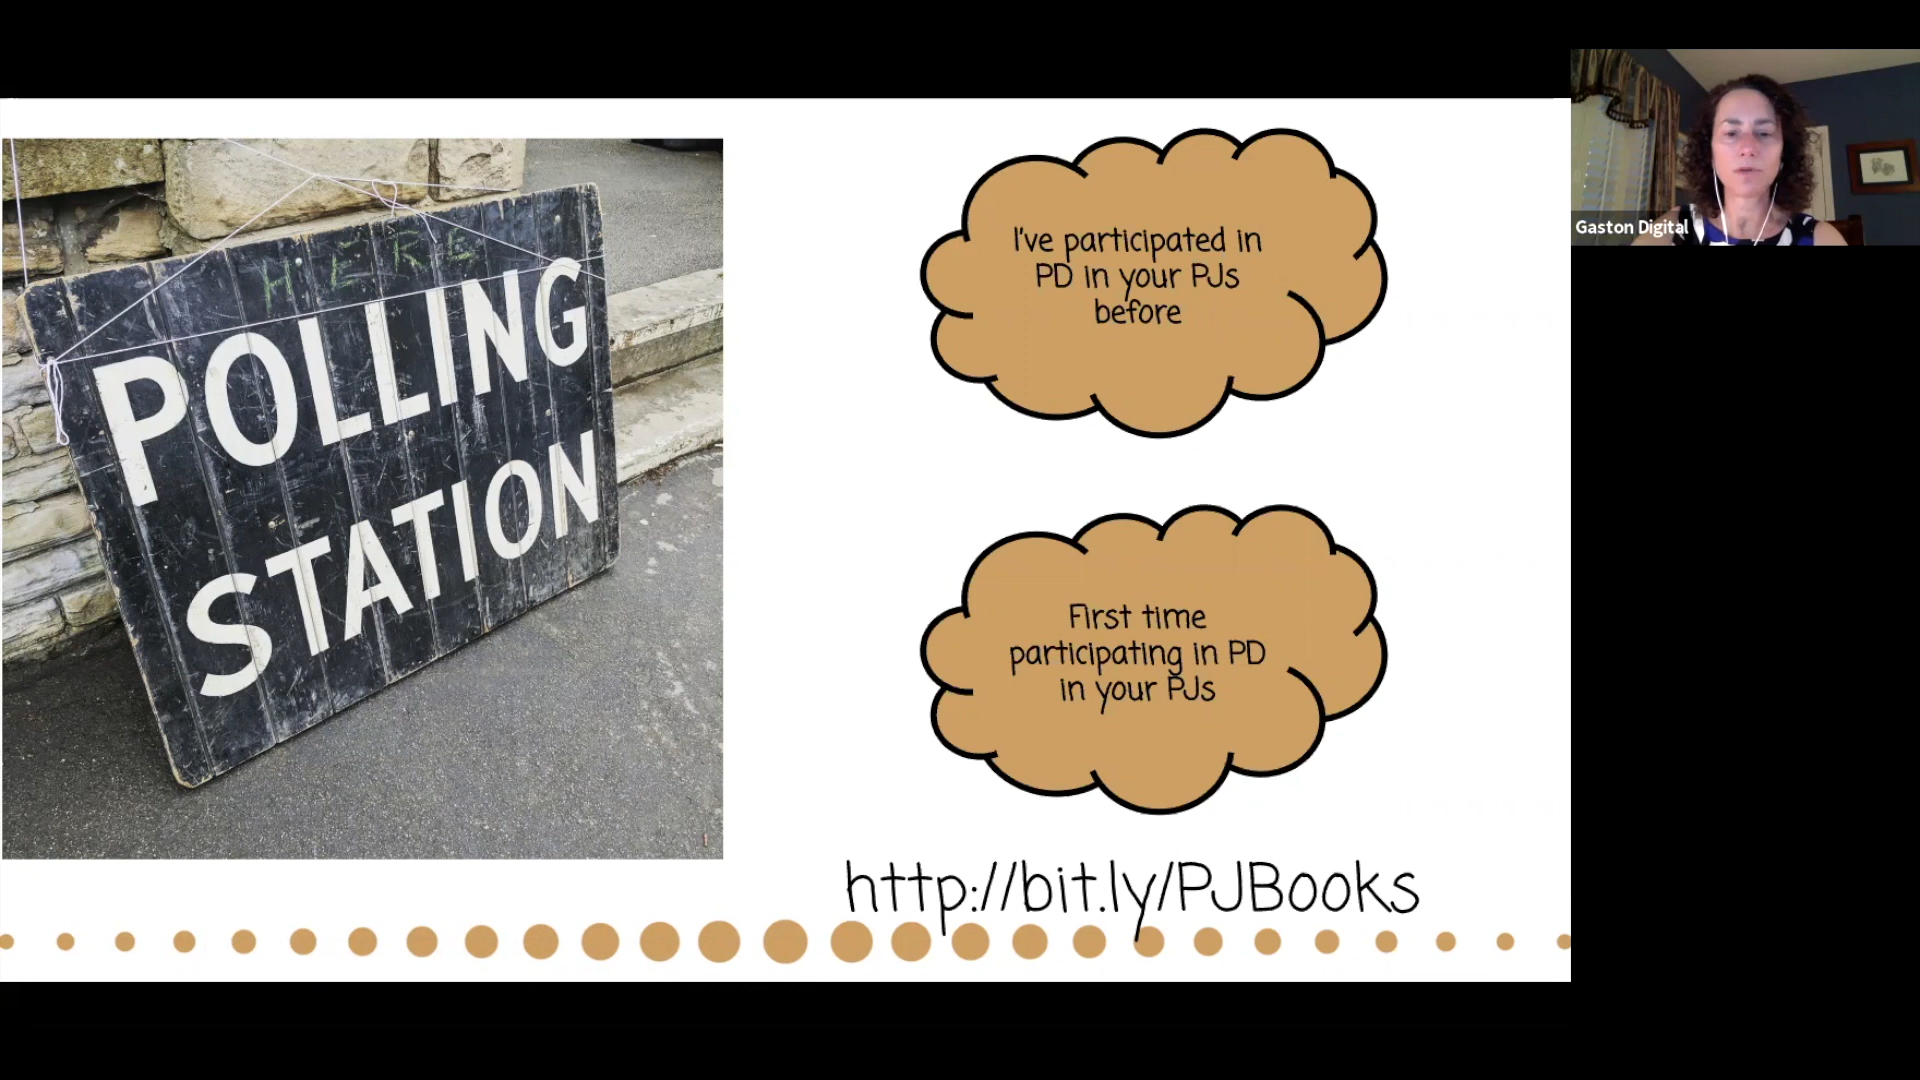 HERE
POLLING
STATION
I've participated in
PD in your PJs
before
First time
participating in PD
in your PJs
http://bit.ly/PJBooks
Gaston Digital